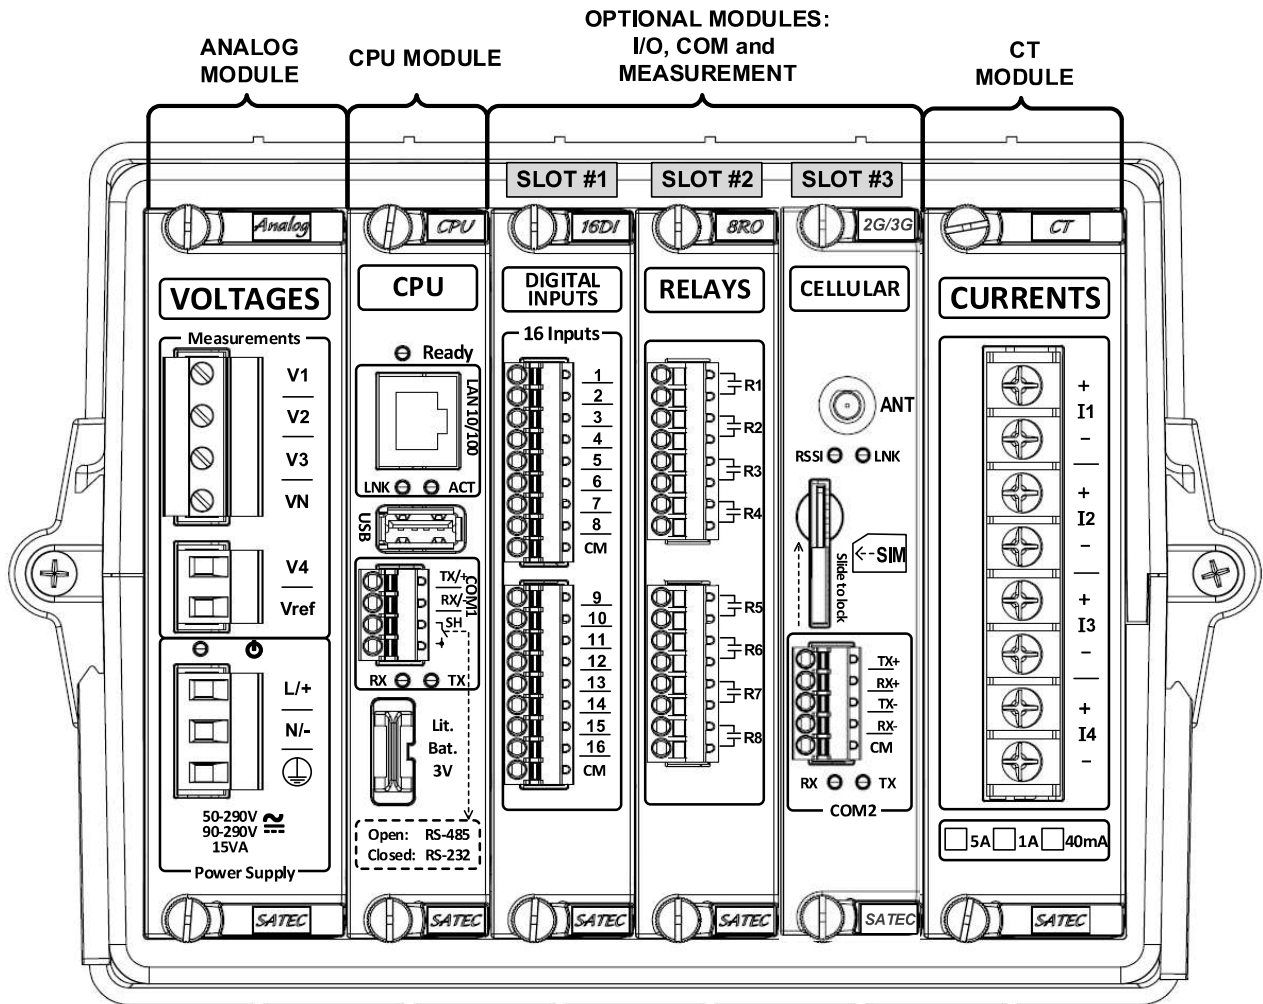 OPTIONAL MODULES:
I/O, COM and
MEASUREMENT
ANALOG
MODULE
CPU MODULE
CT
MODULE
SLOT #1
SLOT #2
SLOT #3
Analog
CPU
16DI
8RO
2G/3G
CT
VOLTAGES
Measurements
V1
V2
V3
VN
V4
Vref
L/+
N/-
50-290V
90-290V
15VA
Power Supply
SATEC
CPU
Ready
LAN 10/100
LNK
ACT
USB
COM1
TX/+
RX/-
SH
RX
TX
Lit.
Bat.
3V
Open: RS-485
Closed: RS-232
SATEC
DIGITAL
INPUTS
16 Inputs
1
2
3
4
5
6
7
8
CM
9
10
11
12
13
14
15
16
CM
SATEC
RELAYS
R1
R2
R3
R4
R5
R6
R7
R8
SATEC
CELLULAR
ANT
RSSI
LNK
SIM
Slide to lock
TX+
RX+
TX-
RX-
CM
RX
TX
COM2
SATEC
CURRENTS
+
I1
-
+
I2
-
+
I3
-
+
I4
-
5A 1A 40mA
SATEC